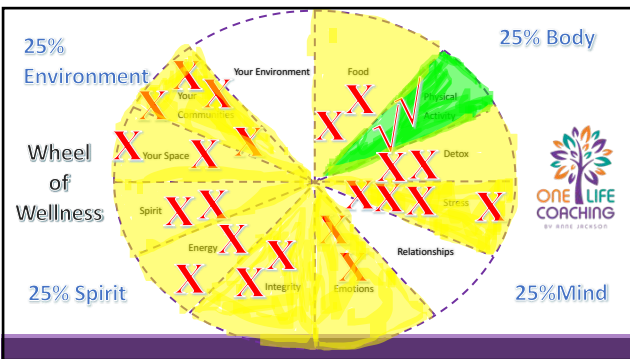 25%
Environment
25% Body
Your Environment
Food
Your
Communities
Physical
Activity
Wheel
of
Wellness
Your Space
Detox
Spirit
Stress
ONE LIFE
COACHING
BY ANNE JACKSON
Energy
Relationships
Integrity
Emotions
25% Spirit
25%Mind